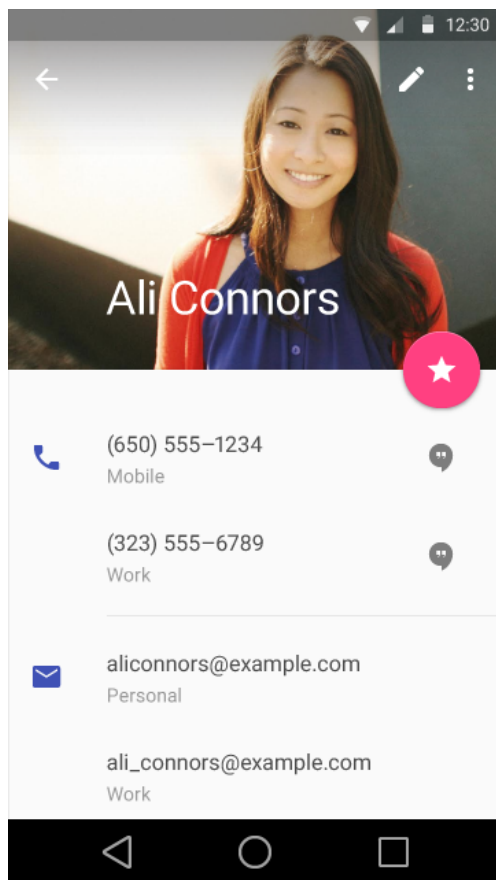 12:30
Ali Connors
(650) 555–1234
Mobile
(323) 555–6789
Work
aliconnors@example.com
Personal
ali_connors@example.com
Work